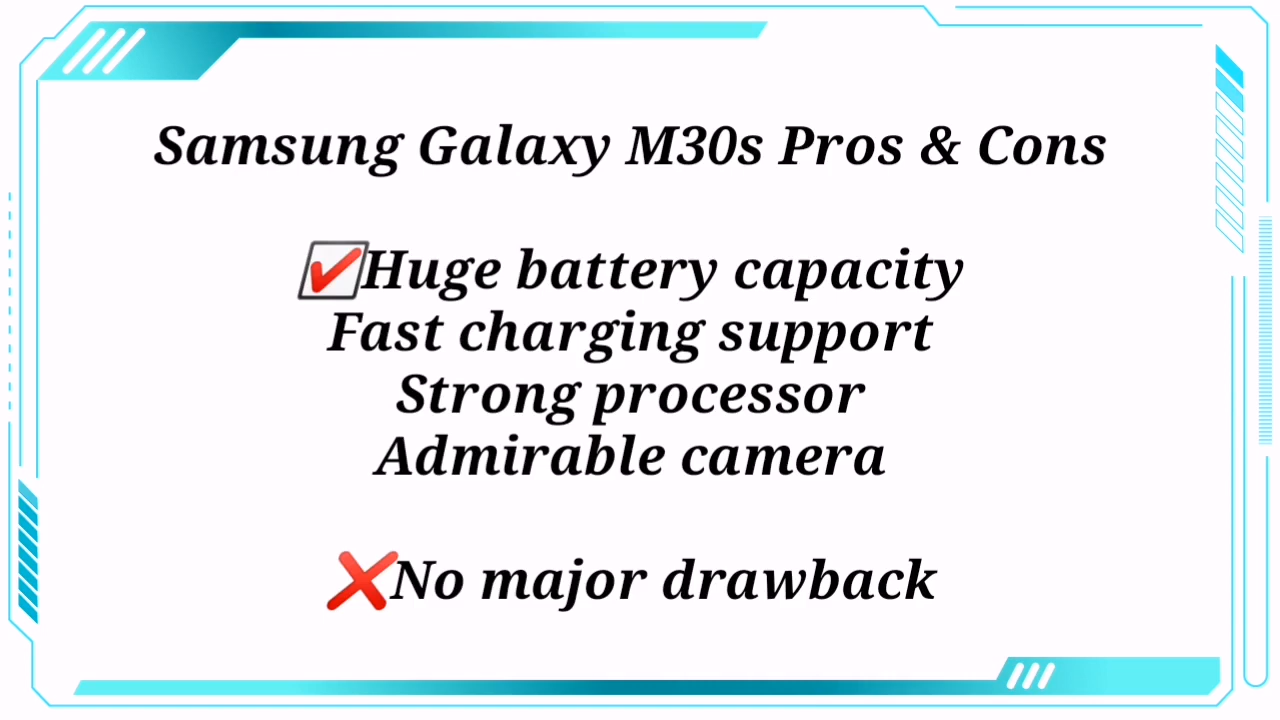 Samsung Galaxy M30s Pros & Cons
✔Huge battery capacity
Fast charging support
Strong processor
Admirable camera
❌No major drawback